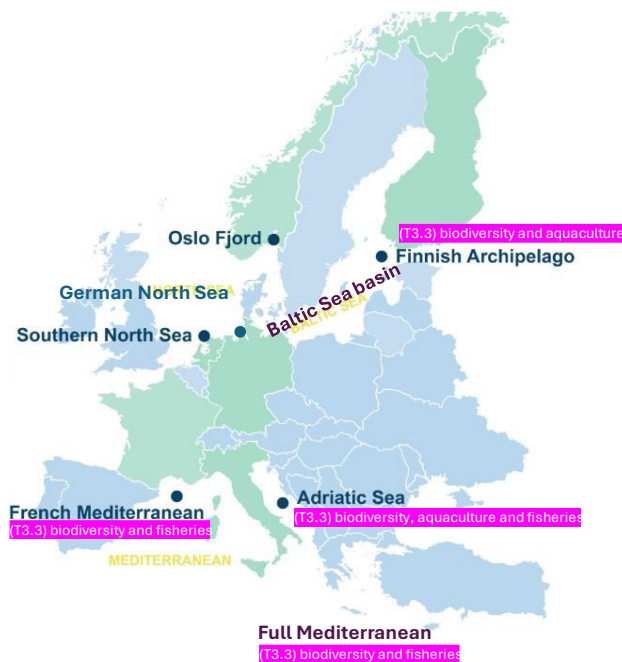 (T3.3) biodiversity and aquaculture
Oslo Fjord
Finnish Archipelago
German North Sea
Baltic Sea basin
BALTIC SEA
Southern North Sea
Adriatic Sea
French Mediterranean
(T3.3) biodiversity, aquaculture and fisheries
(T3.3) biodiversity and fisheries
MEDITERRANEAN
Full Mediterranean
(T3.3) biodiversity and fisheries